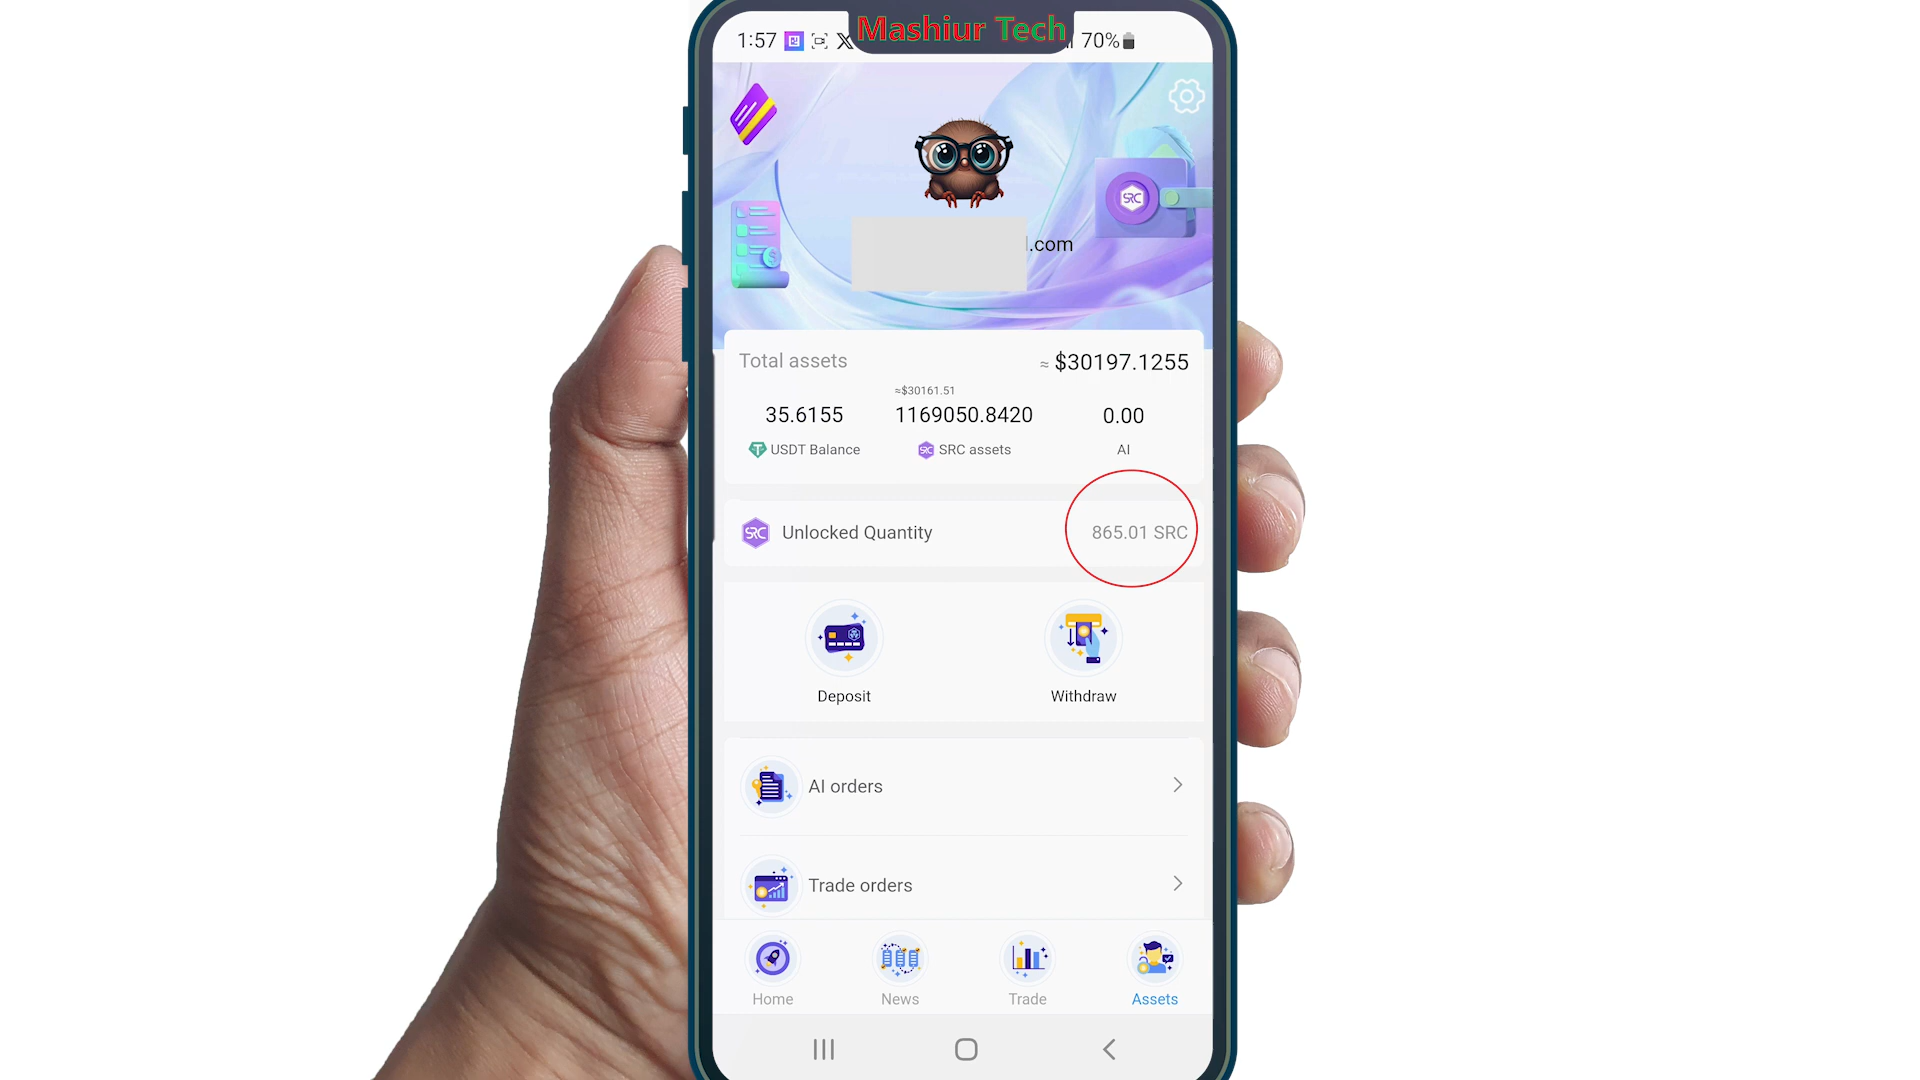 Mashiur Tech
1:57 70%
.com
Total assets ≈ $30197.1255
≈$30161.51
35.6155 1169050.8420 0.00
USDT Balance SRC assets AI
SRC Unlocked Quantity 865.01 SRC
Deposit Withdraw
AI orders
Trade orders
Home News Trade Assets